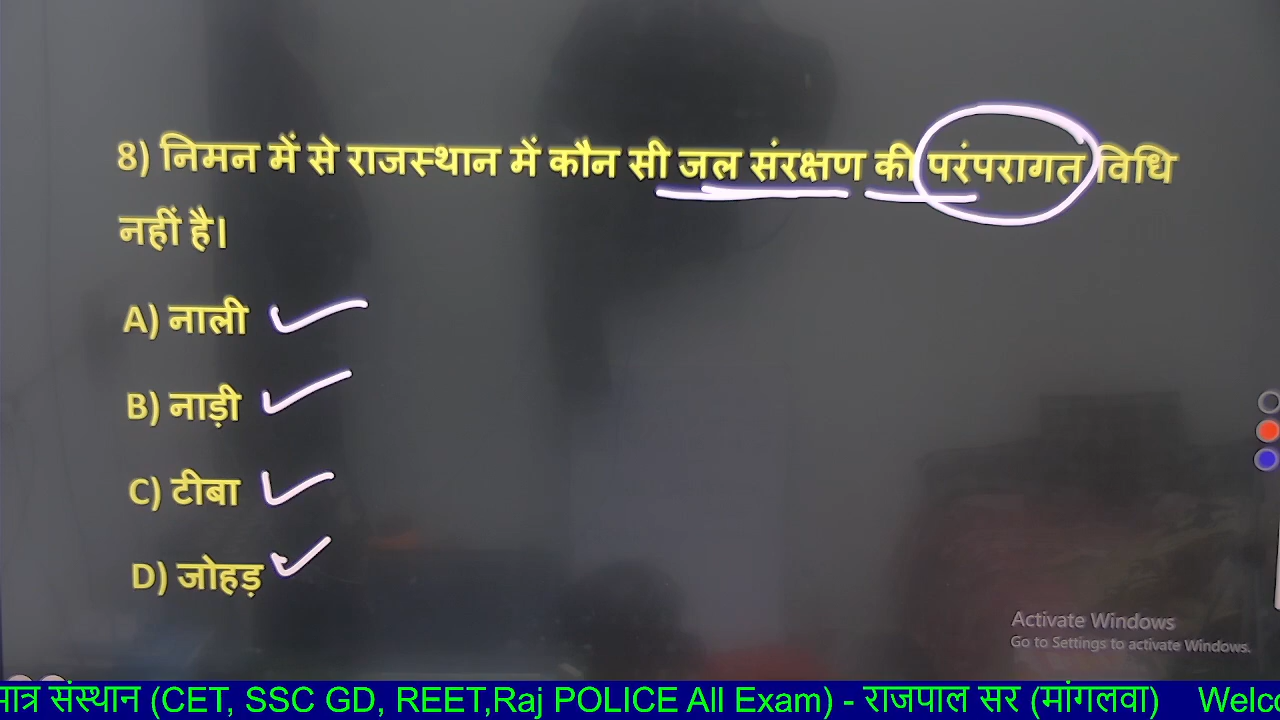 8) निमन में से राजस्थान में कौन सी जल संरक्षण की परंपरागत विधि
नहीं है।
A) नाली
B) नाड़ी
C) टीबा
D) जोहड़
Activate Windows
Go to Settings to activate Windows.
संस्थान (CET, SSC GD, REET,Raj POLICE All Exam) - राजपाल सर (मांगलवा)